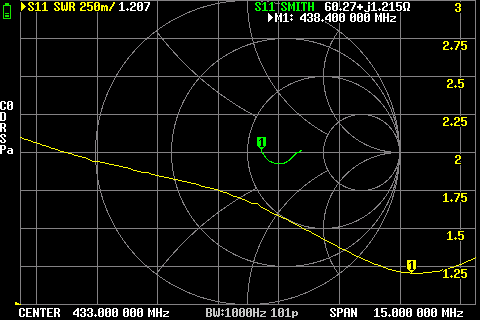 S11 SWR 250m/ 1.207
S11 SMITH 60.27+j1.215Ω
M1: 438.400 000 MHz
3
2.75
2.5
2.25
2
1.75
1.5
1.25
C0
D
R
S
Pa
1
1
CENTER 433.000 000 MHz
BW:1000Hz 101p
SPAN 15.000 000 MHz